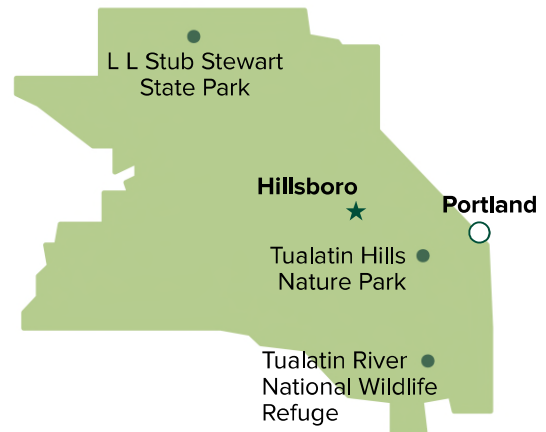 L L Stub Stewart
State Park
Hillsboro
Portland
Tualatin Hills
Nature Park
Tualatin River
National Wildlife
Refuge